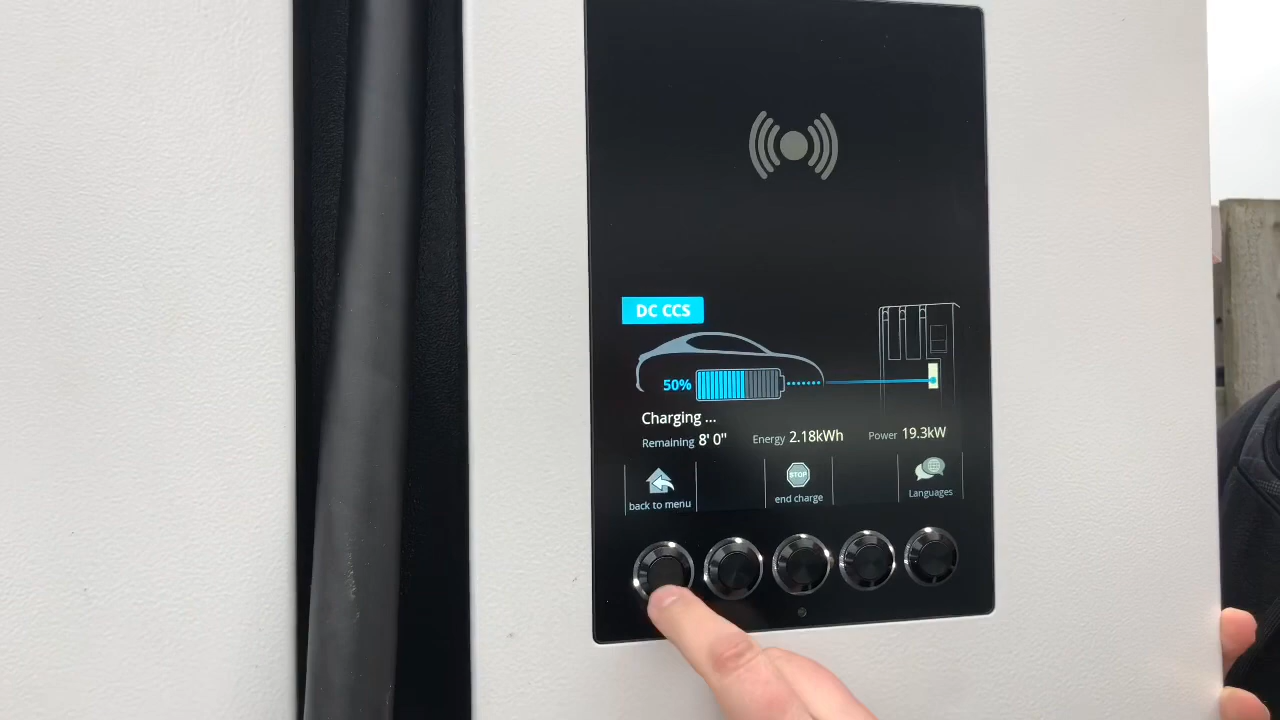 DC CCS
50%
Charging ...
Remaining 8' 0" Energy 2.18kWh Power 19.3kW
STOP
back to menu end charge Languages